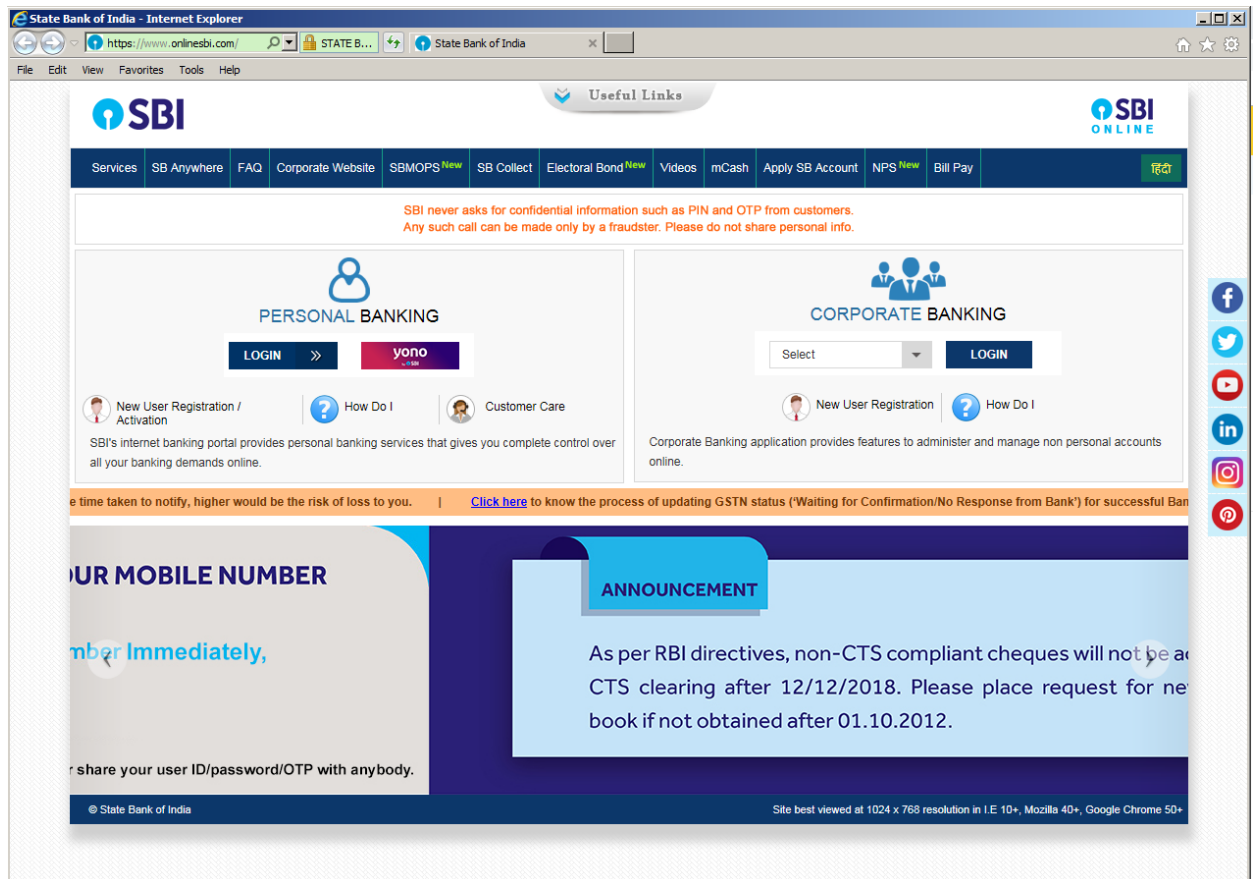 State Bank of India - Internet Explorer
https://www.onlinesbi.com/ STATE B... State Bank of India
File Edit View Favorites Tools Help
Useful Links
SBI
SBI
ONLINE
Services SB Anywhere FAQ Corporate Website SBMOPS New SB Collect Electoral Bond New Videos mCash Apply SB Account NPS New Bill Pay हिंदी
SBI never asks for confidential information such as PIN and OTP from customers.
Any such call can be made only by a fraudster. Please do not share personal info.
PERSONAL BANKING
LOGIN »
yono
SBI
New User Registration /
Activation
How Do I
Customer Care
SBI's internet banking portal provides personal banking services that gives you complete control over
all your banking demands online.
CORPORATE BANKING
Select
LOGIN
New User Registration
How Do I
Corporate Banking application provides features to administer and manage non personal accounts
online.
e time taken to notify, higher would be the risk of loss to you. | Click here to know the process of updating GSTN status (‘Waiting for Confirmation/No Response from Bank’) for successful Ban
OUR MOBILE NUMBER
mber Immediately,
r share your user ID/password/OTP with anybody.
ANNOUNCEMENT
As per RBI directives, non-CTS compliant cheques will not be a
CTS clearing after 12/12/2018. Please place request for ne
book if not obtained after 01.10.2012.
© State Bank of India
Site best viewed at 1024 x 768 resolution in I.E 10+, Mozilla 40+, Google Chrome 50+